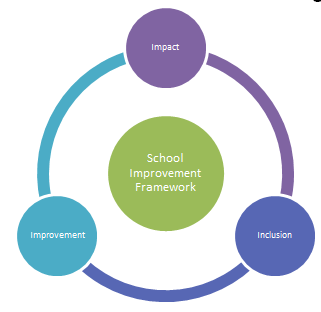 Impact
School
Improvement
Framework
Improvement
Inclusion